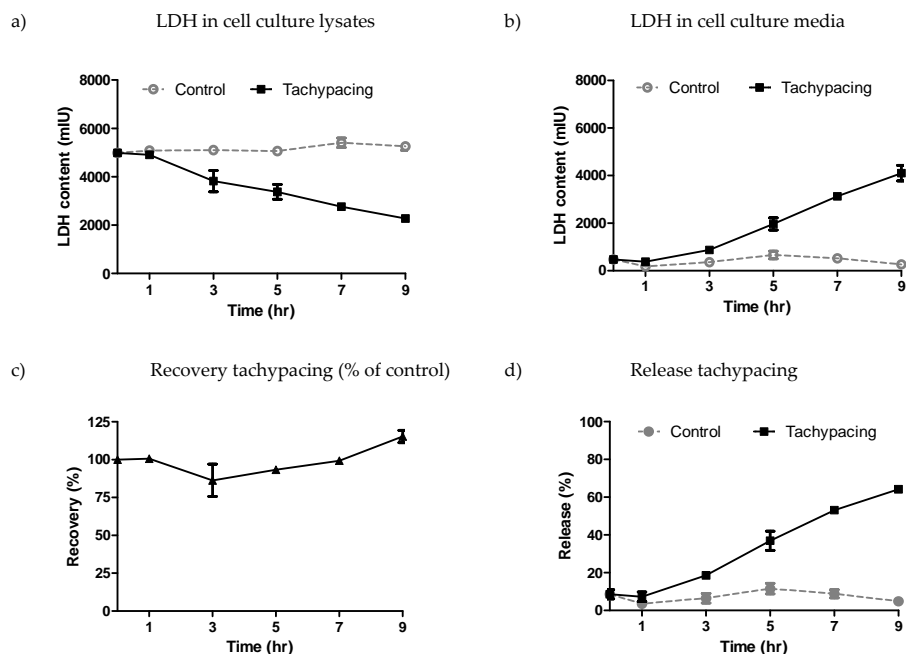 a) LDH in cell culture lysates
8000
6000
4000
2000
0
LDH content (mIU)
Control Tachypacing
1 3 5 7 9
Time (hr)
b) LDH in cell culture media
8000
6000
4000
2000
0
LDH content (mIU)
Control Tachypacing
1 3 5 7 9
Time (hr)
c) Recovery tachypacing (% of control)
125
100
75
50
25
0
Recovery (%)
1 3 5 7 9
Time (hr)
d) Release tachypacing
100
80
60
40
20
0
Release (%)
Control Tachypacing
1 3 5 7 9
Time (hr)